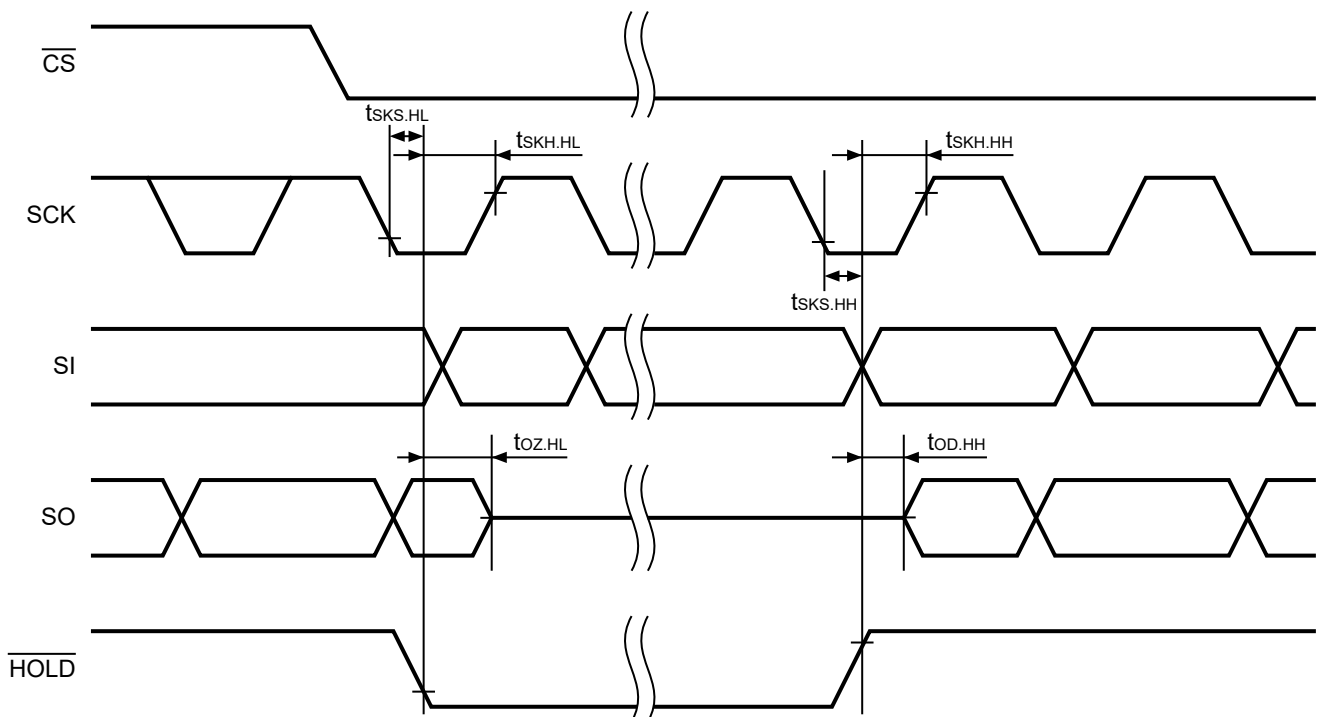 CS
tSKS.HL
tSKH.HL
tSKH.HH
SCK
tSKS.HH
SI
tOZ.HL
tOD.HH
SO
HOLD